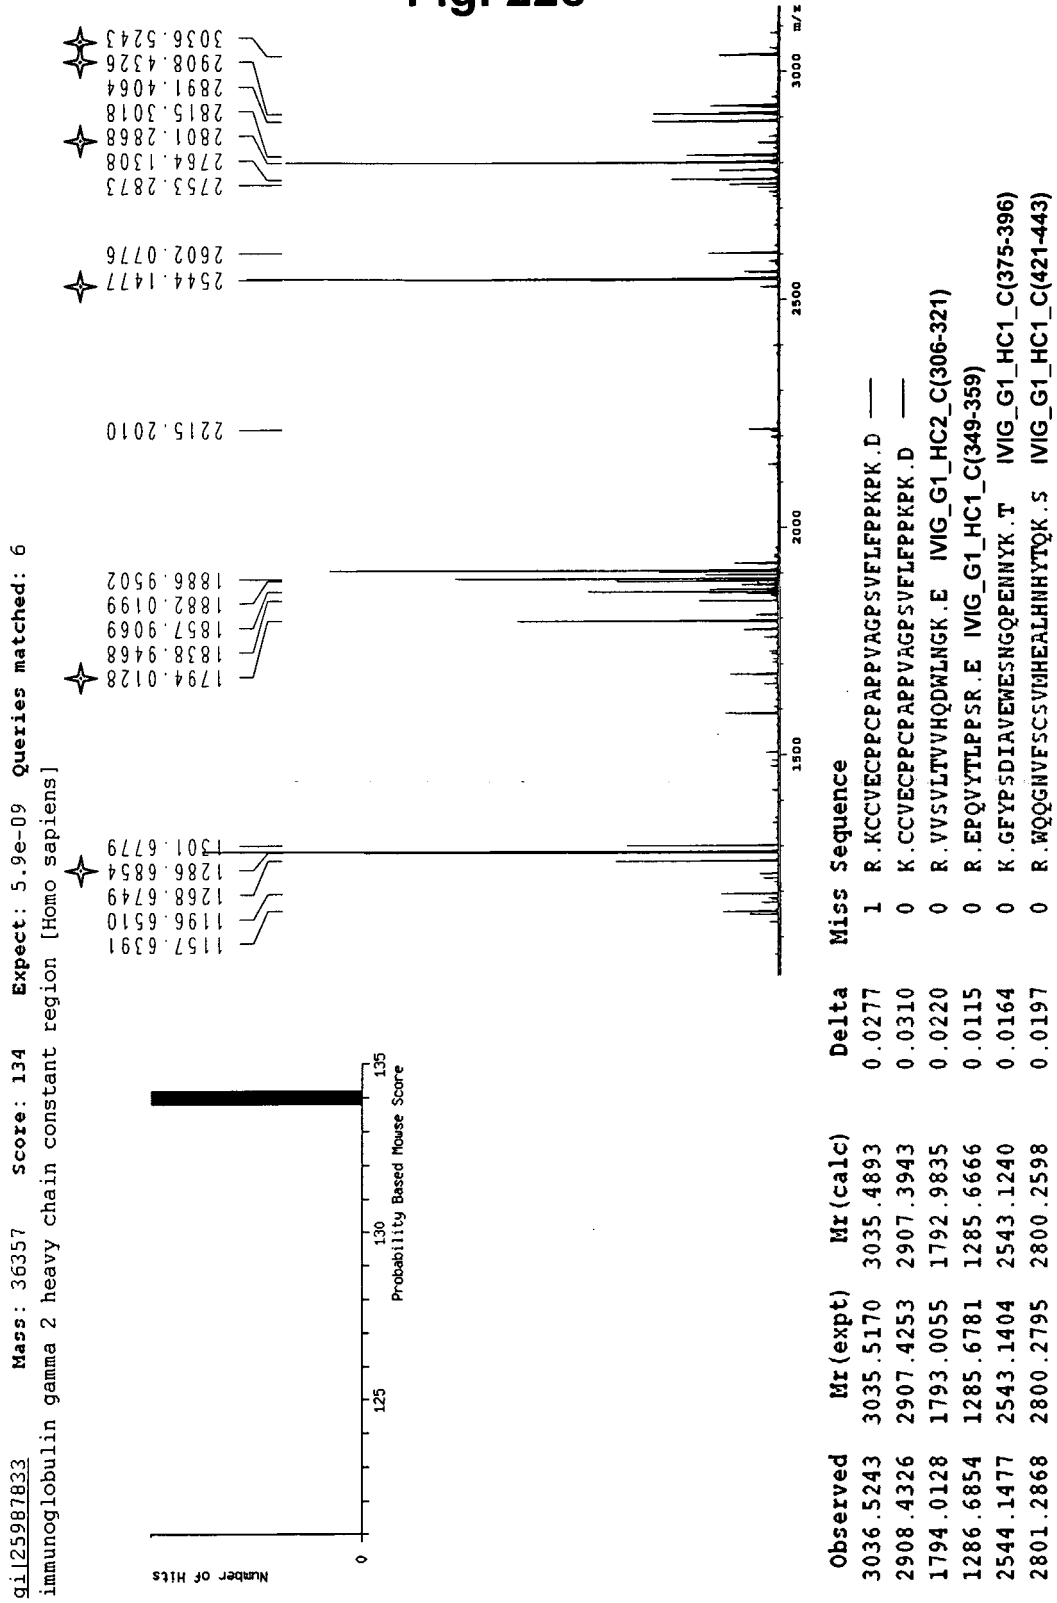 gi|25987833 Mass: 36357 Score: 134 Expect: 5.9e-09 Queries matched: 6
immunoglobulin gamma 2 heavy chain constant region [Homo sapiens]
Number of Hits
0
125
130
135
Probability Based Mowse Score
1157.6391
1196.6510
1268.6749
1286.6854
1301.6779
1794.0128
1838.9468
1857.9069
1882.0199
1886.9502
2215.2010
2544.1477
2602.0776
2753.2873
2764.1308
2801.2868
2815.3018
2891.4064
2908.4326
3036.5243
1500
2000
2500
3000
m/z
Observed Mr(expt) Mr(calc) Delta Miss Sequence
3036.5243 3035.5170 3035.4893 0.0277 1 R.KCCVECPPCPAPPVAGPSVFLFPPKPK.D —
2908.4326 2907.4253 2907.3943 0.0310 0 K.CCVECPPCPAPPVAGPSVFLFPPKPK.D —
1794.0128 1793.0055 1792.9835 0.0220 0 R.VVSVLTVVHQDWLNGK.E IVIG_G1_HC2_C(306-321)
1286.6854 1285.6781 1285.6666 0.0115 0 R.EPQVYTLPPSR.E IVIG_G1_HC1_C(349-359)
2544.1477 2543.1404 2543.1240 0.0164 0 K.GFYPSDIAVEWESNGQPENNYK.T IVIG_G1_HC1_C(375-396)
2801.2868 2800.2795 2800.2598 0.0197 0 R.WQQGNVFSCSVMHEALHNHYTQK.S IVIG_G1_HC1_C(421-443)